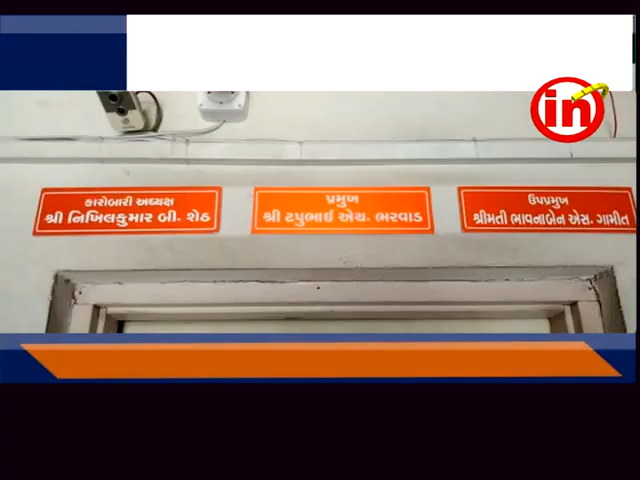 in
કારોબારી અધ્યક્ષ
શ્રી નિખિલકુમાર બી. શેઠ
પ્રમુખ
શ્રી ટપુભાઈ એચ. ભરવાડ
ઉપપ્રમુખ
શ્રીમતી ભાવનાબેન એસ. ગામીત